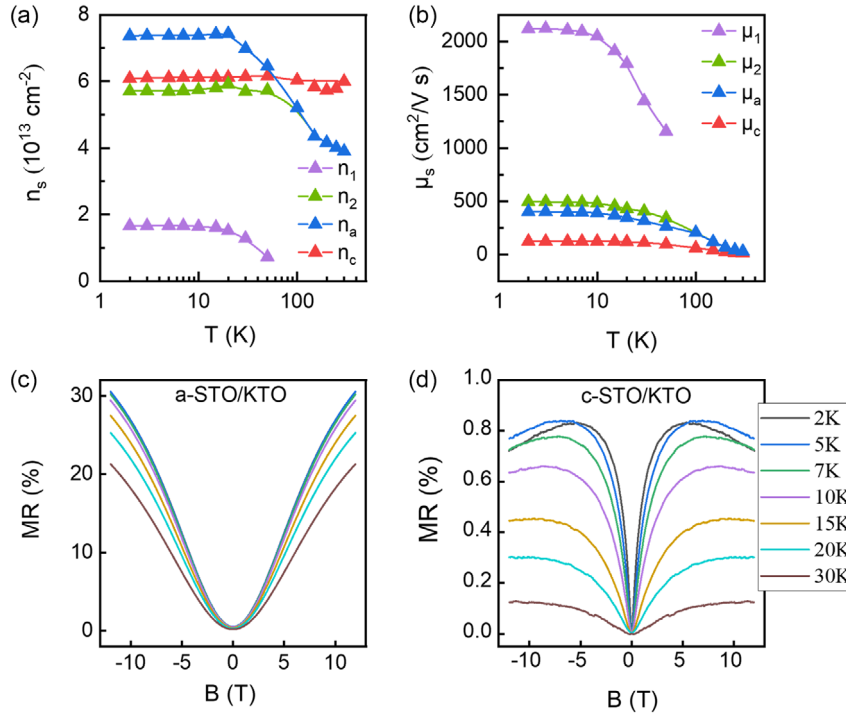 (a)
8
6
4
2
0
n_s (10^13 cm^-2)
n_1
n_2
n_a
n_c
1
10
100
T (K)
(b)
2000
1500
1000
500
0
μ_s (cm^2/V s)
μ_1
μ_2
μ_a
μ_c
1
10
100
T (K)
(c)
a-STO/KTO
30
20
10
0
MR (%)
-10
-5
0
5
10
B (T)
(d)
c-STO/KTO
1.0
0.8
0.6
0.4
0.2
0.0
MR (%)
-10
-5
0
5
10
B (T)
2K
5K
7K
10K
15K
20K
30K